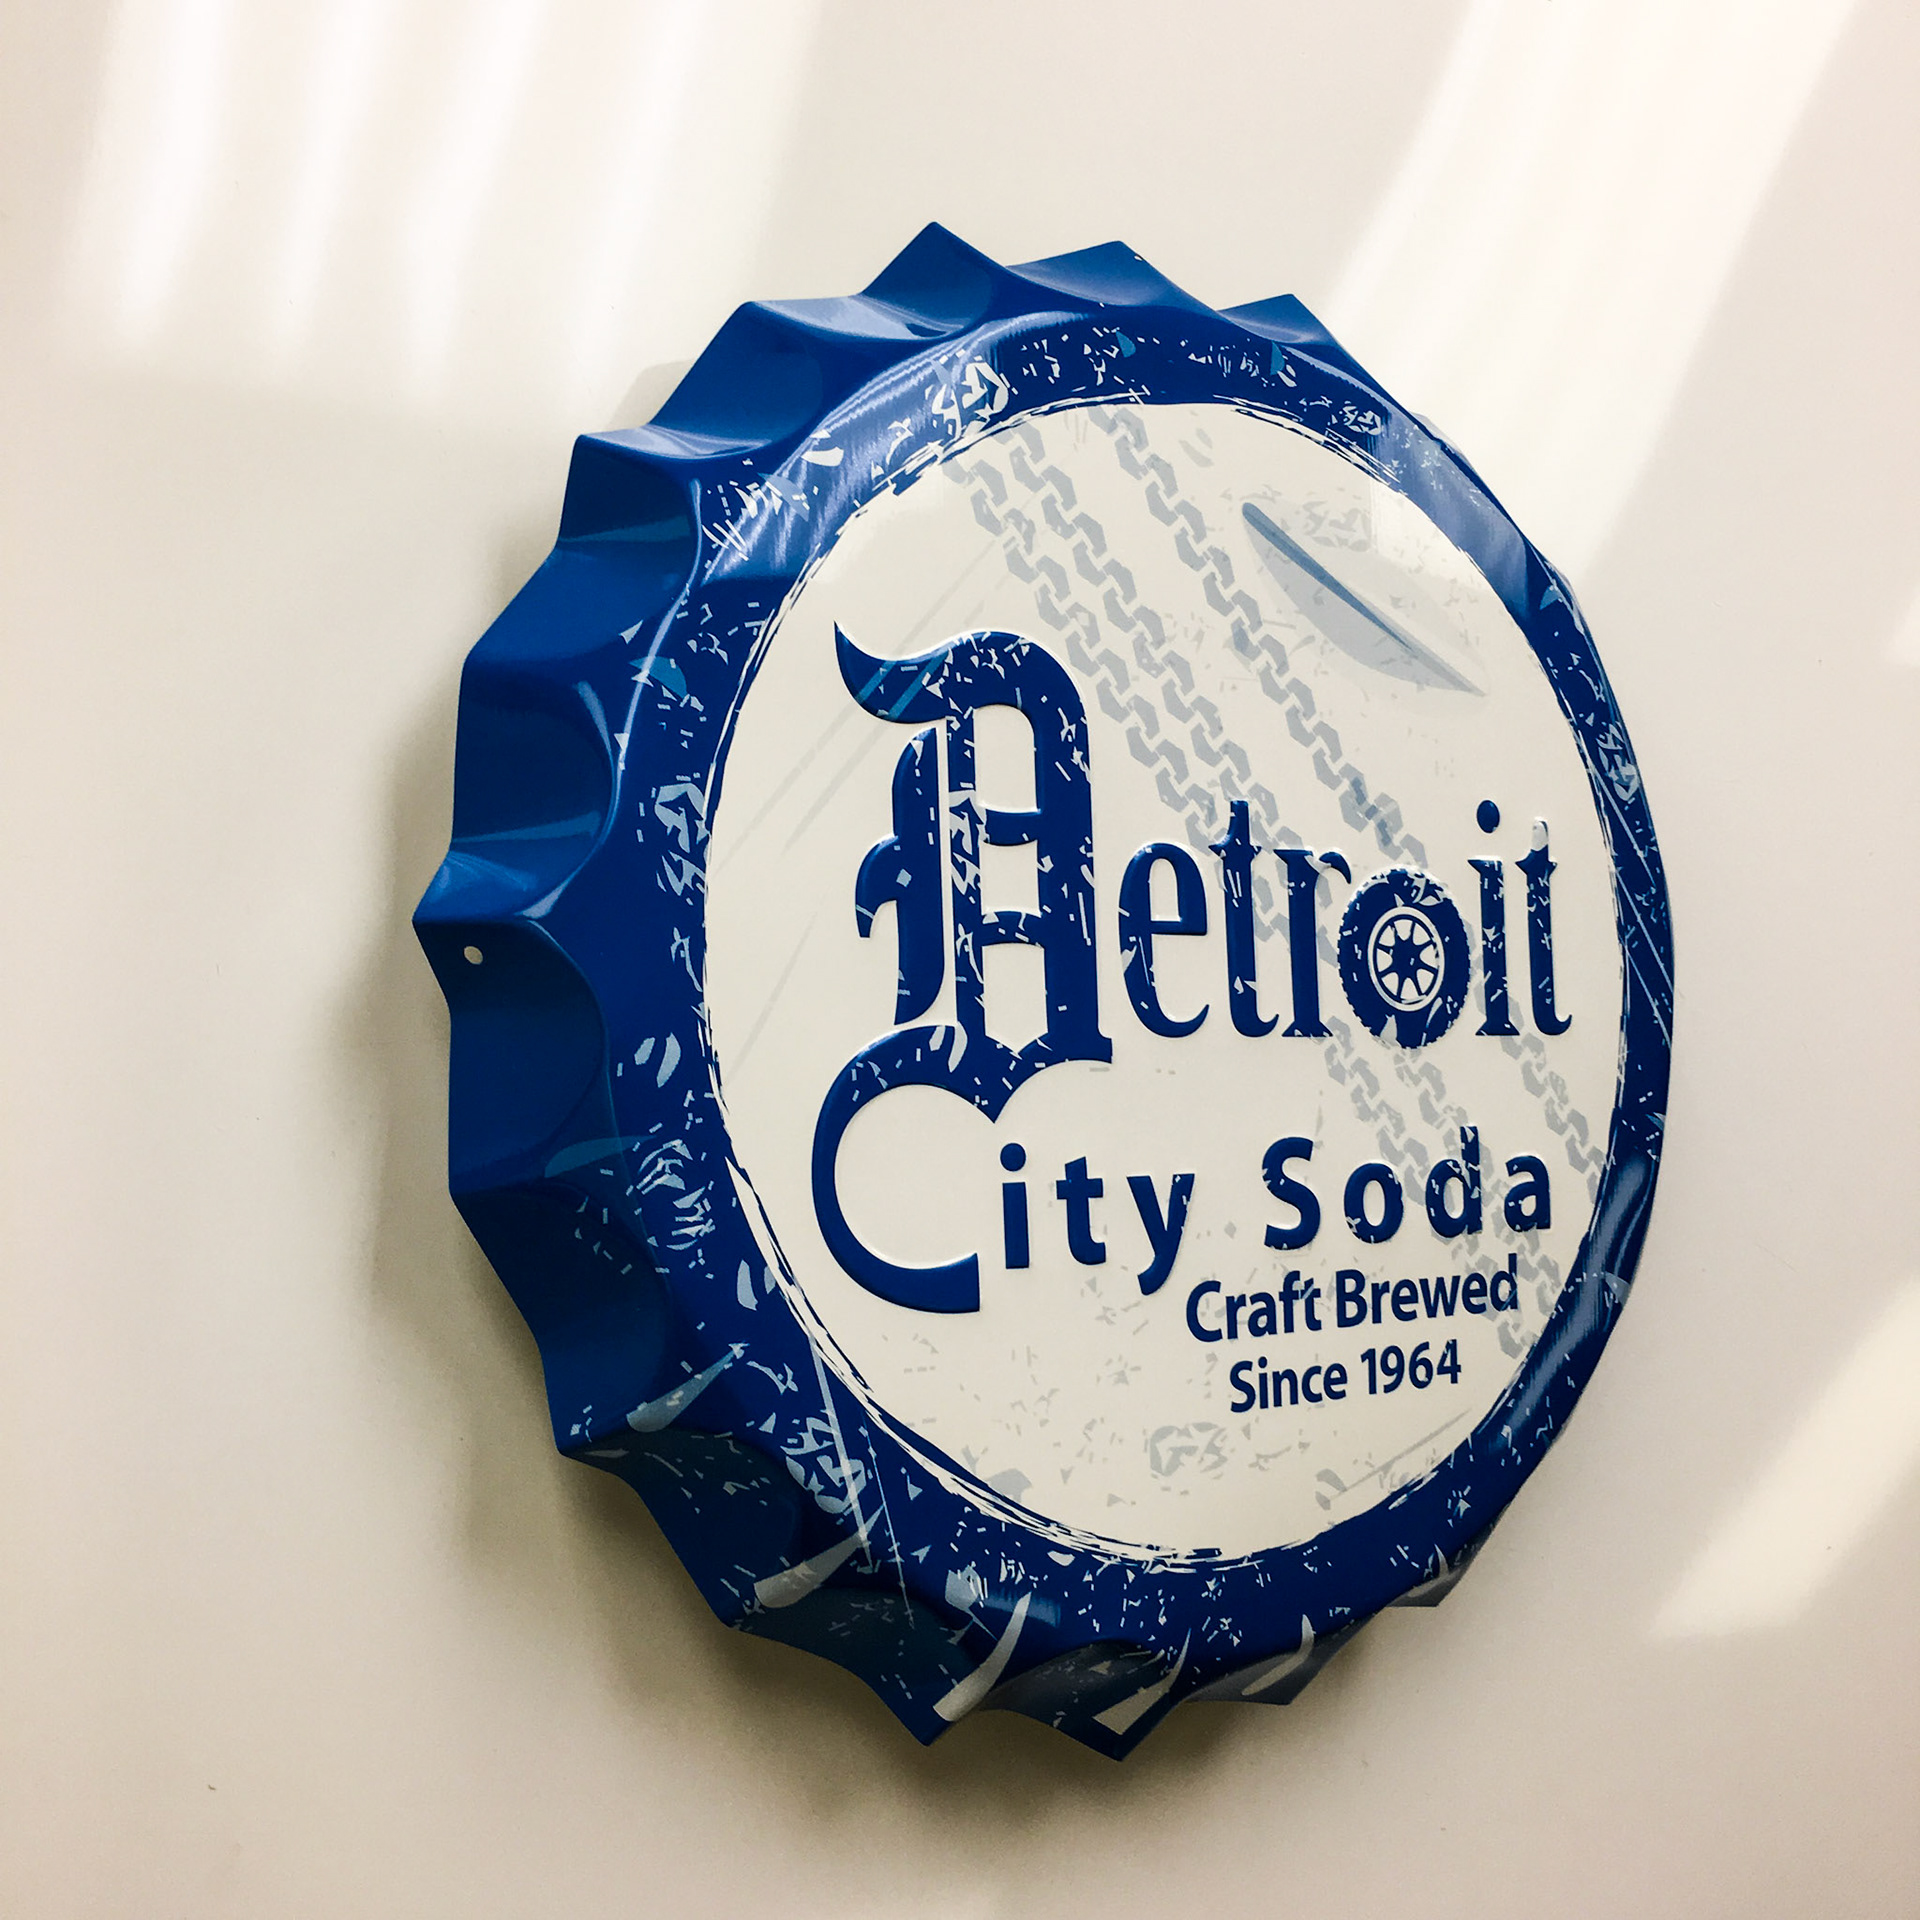 Detroit
City Soda
Craft Brewed
Since 1964